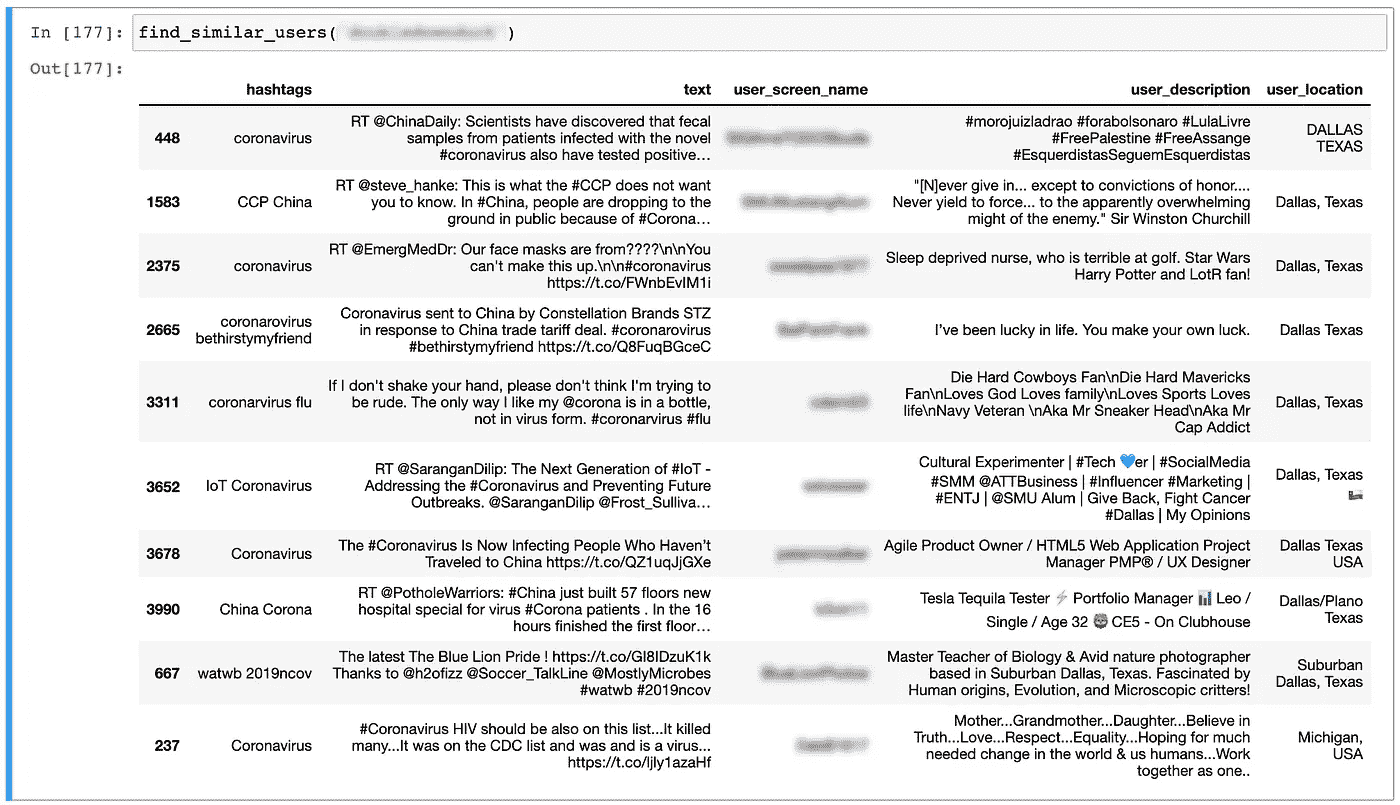 In [177]: find_similar_users( )
Out[177]:
hashtags text user_screen_name user_description user_location
448 coronavirus
RT @ChinaDaily: Scientists have discovered that fecal
samples from patients infected with the novel
#coronavirus also have tested positive…
#morojuizladrao #forabolsonaro #LulaLivre
#FreePalestine #FreeAssange
#EsquerdistasSeguemEsquerdistas
DALLAS
TEXAS
1583 CCP China
RT @steve_hanke: This is what the #CCP does not want
you to know. In #China, people are dropping to the
ground in public because of #Corona…
"[N]ever give in... except to convictions of honor....
Never yield to force... to the apparently overwhelming
might of the enemy." Sir Winston Churchill
Dallas, Texas
2375 coronavirus
RT @EmergMedDr: Our face masks are from????\n\nYou
can't make this up.\n\n#coronavirus
https://t.co/FWnbEvIM1i
Sleep deprived nurse, who is terrible at golf. Star Wars
Harry Potter and LotR fan!
Dallas, Texas
2665
coronarovirus
bethirstymyfriend
Coronavirus sent to China by Constellation Brands STZ
in response to China trade tariff deal. #coronarovirus
#bethirstymyfriend https://t.co/Q8FuqBGceC
I've been lucky in life. You make your own luck.
Dallas Texas
3311 coronarvirus flu
If I don't shake your hand, please don't think I'm trying to
be rude. The only way I like my @corona is in a bottle,
not in virus form. #coronarvirus #flu
Die Hard Cowboys Fan\nDie Hard Mavericks
Fan\nLoves God Loves family\nLoves Sports Loves
life\nNavy Veteran \nAka Mr Sneaker Head\nAka Mr
Cap Addict
Dallas, Texas
3652 IoT Coronavirus
RT @SaranganDilip: The Next Generation of #IoT -
Addressing the #Coronavirus and Preventing Future
Outbreaks. @SaranganDilip @Frost_Sulliva…
Cultural Experimenter | #Tech 💙er | #SocialMedia
#SMM @ATTBusiness | #Influencer #Marketing |
#ENTJ | @SMU Alum | Give Back, Fight Cancer
#Dallas | My Opinions
Dallas, Texas
3678 Coronavirus
The #Coronavirus Is Now Infecting People Who Haven't
Traveled to China https://t.co/QZ1uqJjGXe
Agile Product Owner / HTML5 Web Application Project
Manager PMP® / UX Designer
Dallas Texas
USA
3990 China Corona
RT @PotholeWarriors: #China just built 57 floors new
hospital special for virus #Corona patients . In the 16
hours finished the first floor…
Tesla Tequila Tester ⚡ Portfolio Manager 📊 Leo /
Single / Age 32 🦁 CE5 - On Clubhouse
Dallas/Plano
Texas
667 watwb 2019ncov
The latest The Blue Lion Pride ! https://t.co/Gl8IDzuK1k
Thanks to @h2ofizz @Soccer_TalkLine @MostlyMicrobes
#watwb #2019ncov
Master Teacher of Biology & Avid nature photographer
based in Suburban Dallas, Texas. Fascinated by
Human origins, Evolution, and Microscopic critters!
Suburban
Dallas, Texas
237 Coronavirus
#Coronavirus HIV should be also on this list...It killed
many...It was on the CDC list and was and is a virus...
https://t.co/ljly1azaHf
Mother...Grandmother...Daughter...Believe in
Truth...Love...Respect...Equality...Hoping for much
needed change in the world & us humans...Work
together as one..
Michigan,
USA